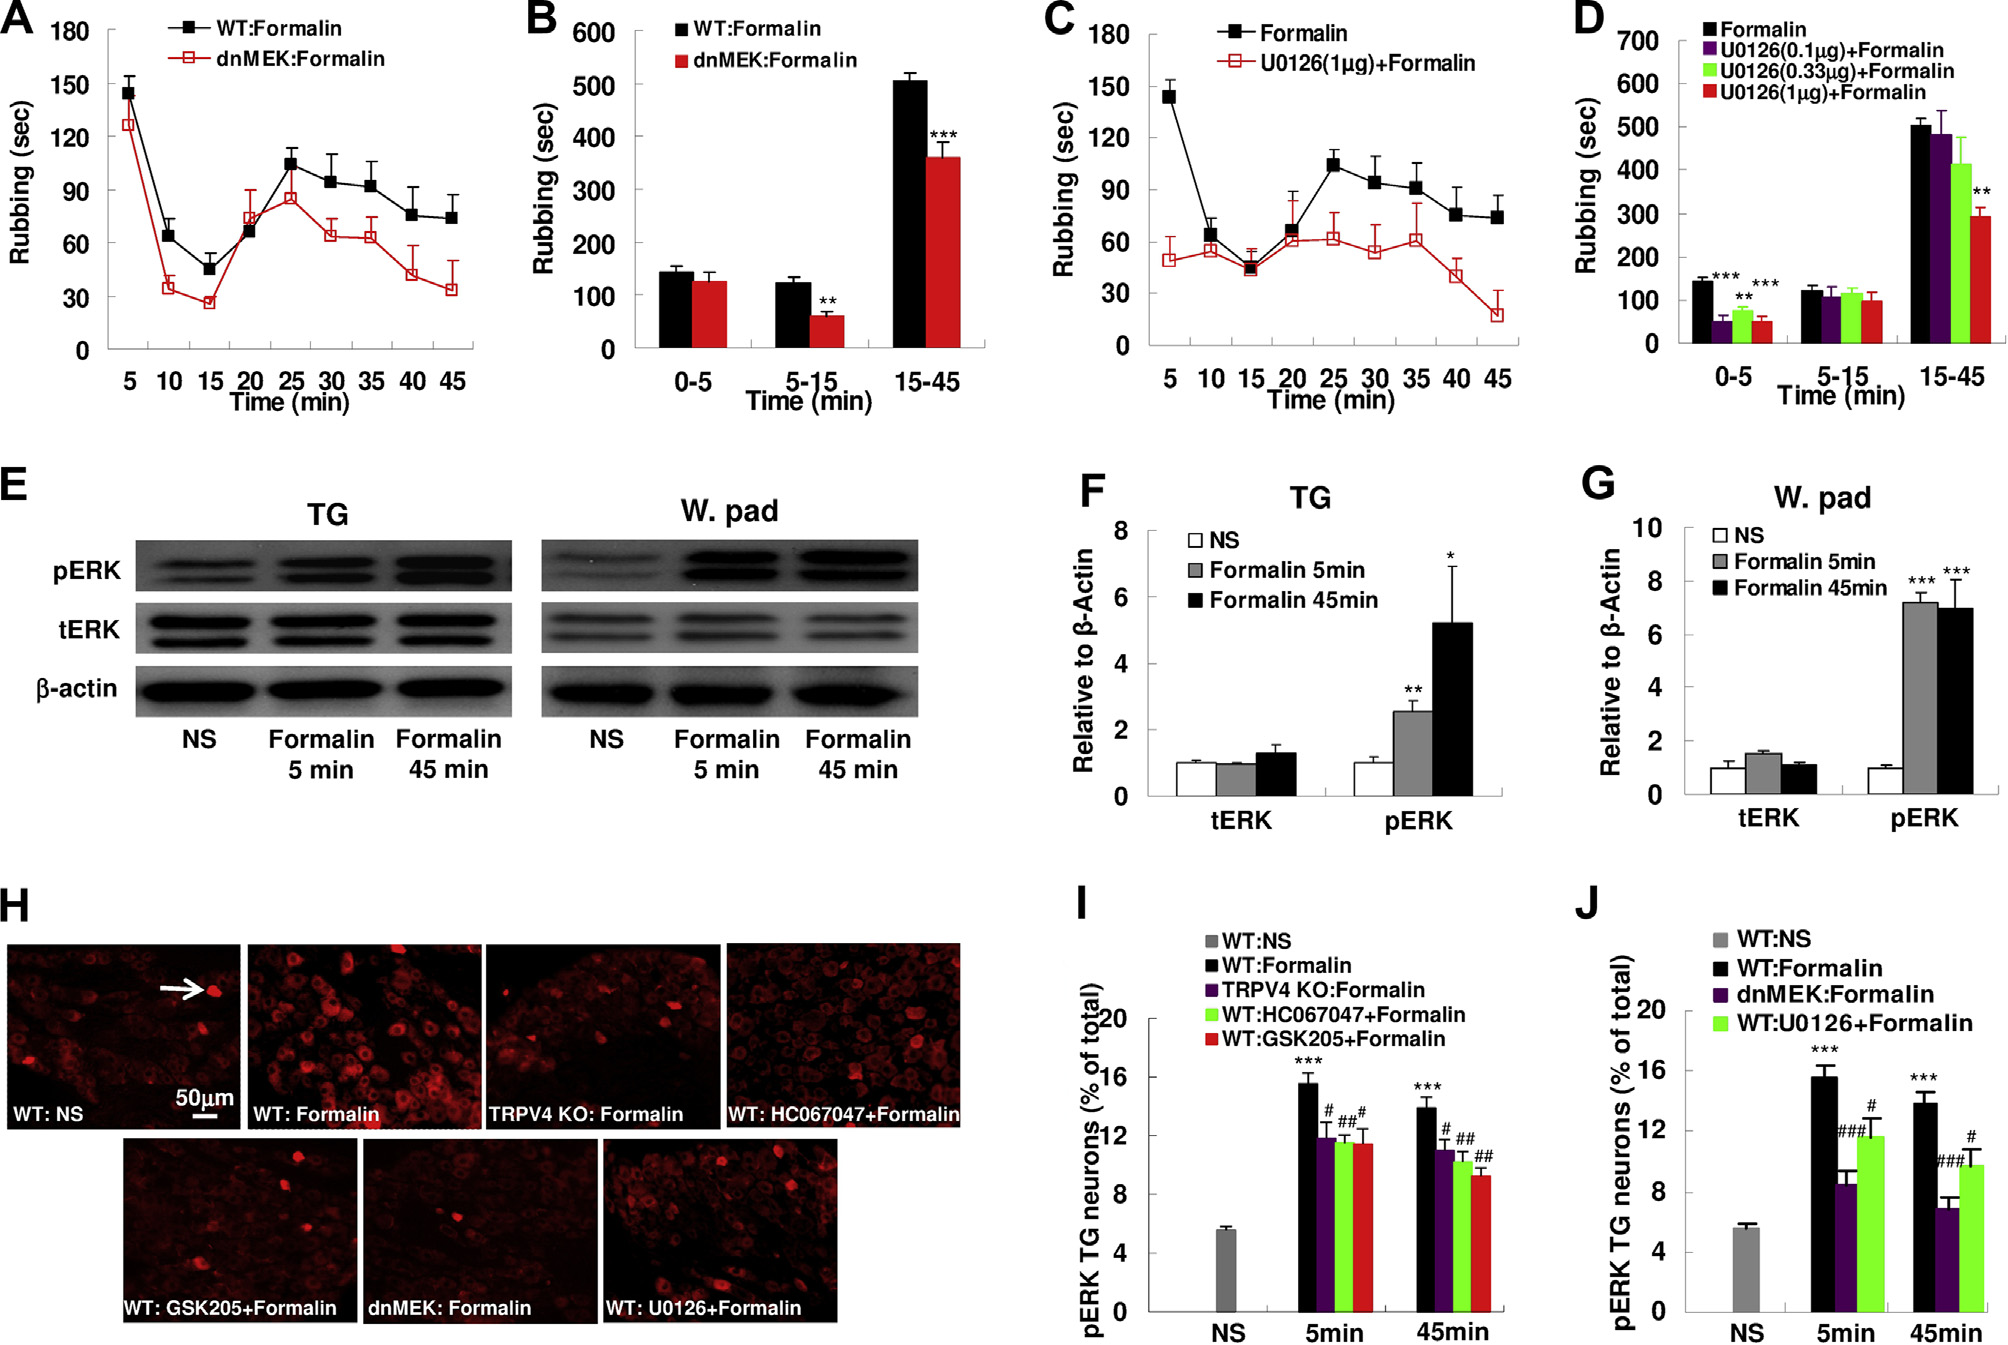 A
180
150
120
90
60
30
0
Rubbing (sec)
WT:Formalin
dnMEK:Formalin
5 10 15 20 25 30 35 40 45
Time (min)
B
600
500
400
300
200
100
0
Rubbing (sec)
WT:Formalin
dnMEK:Formalin
**
***
0-5 5-15 15-45
Time (min)
C
180
150
120
90
60
30
0
Rubbing (sec)
Formalin
U0126(1μg)+Formalin
5 10 15 20 25 30 35 40 45
Time (min)
D
700
600
500
400
300
200
100
0
Rubbing (sec)
Formalin
U0126(0.1μg)+Formalin
U0126(0.33μg)+Formalin
U0126(1μg)+Formalin
*** ** ***
**
0-5 5-15 15-45
Time (min)
E
TG W. pad
pERK
tERK
β-actin
NS Formalin 5 min Formalin 45 min
NS Formalin 5 min Formalin 45 min
F
TG
8
6
4
2
0
Relative to β-Actin
NS
Formalin 5min
Formalin 45min
**
*
tERK pERK
G
W. pad
10
8
6
4
2
0
Relative to β-Actin
NS
Formalin 5min
Formalin 45min
*** ***
tERK pERK
H
WT: NS
50μm
WT: Formalin
TRPV4 KO: Formalin
WT: HC067047+Formalin
WT: GSK205+Formalin
dnMEK: Formalin
WT: U0126+Formalin
I
WT:NS
WT:Formalin
TRPV4 KO:Formalin
WT:HC067047+Formalin
WT:GSK205+Formalin
20
16
12
8
4
0
pERK TG neurons (% of total)
*** # ## #
*** # ## ##
NS 5min 45min
J
WT:NS
WT:Formalin
dnMEK:Formalin
WT:U0126+Formalin
20
16
12
8
4
0
pERK TG neurons (% of total)
*** ### #
*** ### #
NS 5min 45min